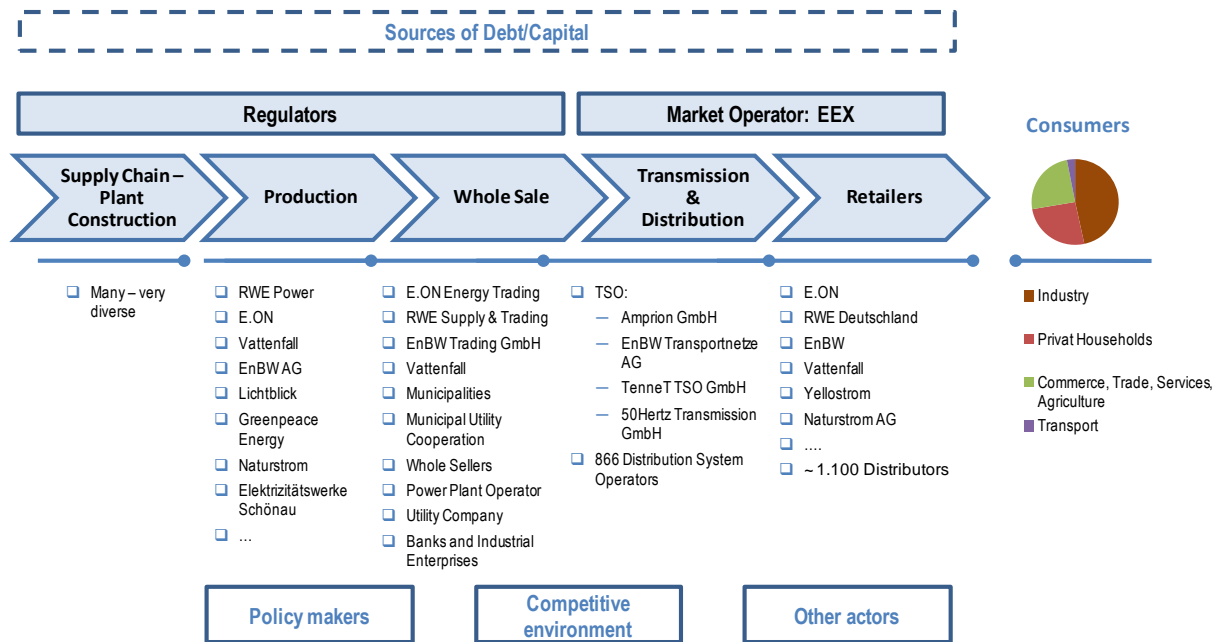 Sources of Debt/Capital
Regulators
Market Operator: EEX
Consumers
Supply Chain –
Plant
Construction
Production
Whole Sale
Transmission
&
Distribution
Retailers
Many – very
diverse
RWE Power
E.ON
Vattenfall
EnBW AG
Lichtblick
Greenpeace
Energy
Naturstrom
Elektrizitätswerke
Schönau
...
E.ON Energy Trading
RWE Supply & Trading
EnBW Trading GmbH
Vattenfall
Municipalities
Municipal Utility
Cooperation
Whole Sellers
Power Plant Operator
Utility Company
Banks and Industrial
Enterprises
TSO:
— Amprion GmbH
— EnBW Transportnetze
AG
— TenneT TSO GmbH
— 50Hertz Transmission
GmbH
866 Distribution System
Operators
E.ON
RWE Deutschland
EnBW
Vattenfall
Yellostrom
Naturstrom AG
....
~ 1.100 Distributors
Industry
Privat Households
Commerce, Trade, Services,
Agriculture
Transport
Policy makers
Competitive
environment
Other actors